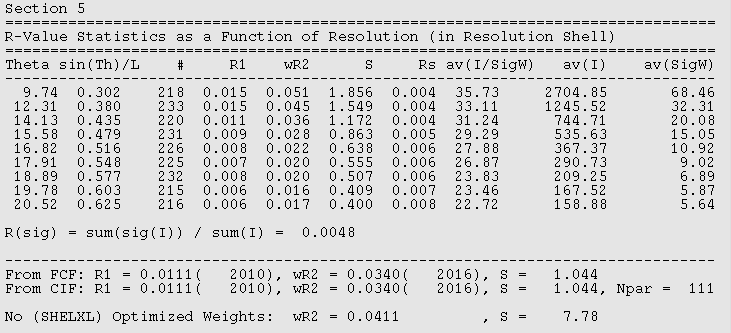 Section 5
R-Value Statistics as a Function of Resolution (in Resolution Shell)
Theta sin(Th)/L # R1 wR2 S Rs av(I/SigW) av(I) av(SigW)
9.74 0.302 218 0.015 0.051 1.856 0.004 35.73 2704.85 68.46
12.31 0.380 233 0.015 0.045 1.549 0.004 33.11 1245.52 32.31
14.13 0.435 220 0.011 0.036 1.172 0.004 31.24 744.71 20.08
15.58 0.479 231 0.009 0.028 0.863 0.005 29.29 535.63 15.05
16.82 0.516 226 0.008 0.022 0.638 0.006 27.88 367.37 10.92
17.91 0.548 225 0.007 0.020 0.555 0.006 26.87 290.73 9.02
18.89 0.577 232 0.008 0.020 0.507 0.006 23.83 209.25 6.89
19.78 0.603 215 0.006 0.016 0.409 0.007 23.46 167.52 5.87
20.52 0.625 216 0.006 0.017 0.400 0.008 22.72 158.88 5.64
R(sig) = sum(sig(I)) / sum(I) = 0.0048
From FCF: R1 = 0.0111( 2010), wR2 = 0.0340( 2016), S = 1.044
From CIF: R1 = 0.0111( 2010), wR2 = 0.0340( 2016), S = 1.044, Npar = 111
No (SHELXL) Optimized Weights: wR2 = 0.0411 , S = 7.78